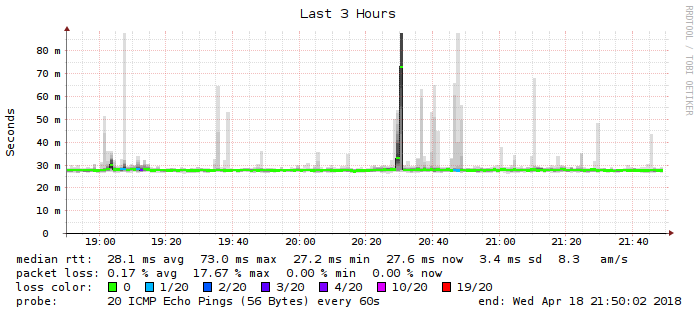 Last 3 Hours
RRDTOOL / TOBI OETIKER
Seconds
80 m
70 m
60 m
50 m
40 m
30 m
20 m
10 m
0
19:00 19:20 19:40 20:00 20:20 20:40 21:00 21:20 21:40
median rtt: 28.1 ms avg 73.0 ms max 27.2 ms min 27.6 ms now 3.4 ms sd 8.3 am/s
packet loss: 0.17 % avg 17.67 % max 0.00 % min 0.00 % now
loss color: 0 1/20 2/20 3/20 4/20 10/20 19/20
probe: 20 ICMP Echo Pings (56 Bytes) every 60s end: Wed Apr 18 21:50:02 2018